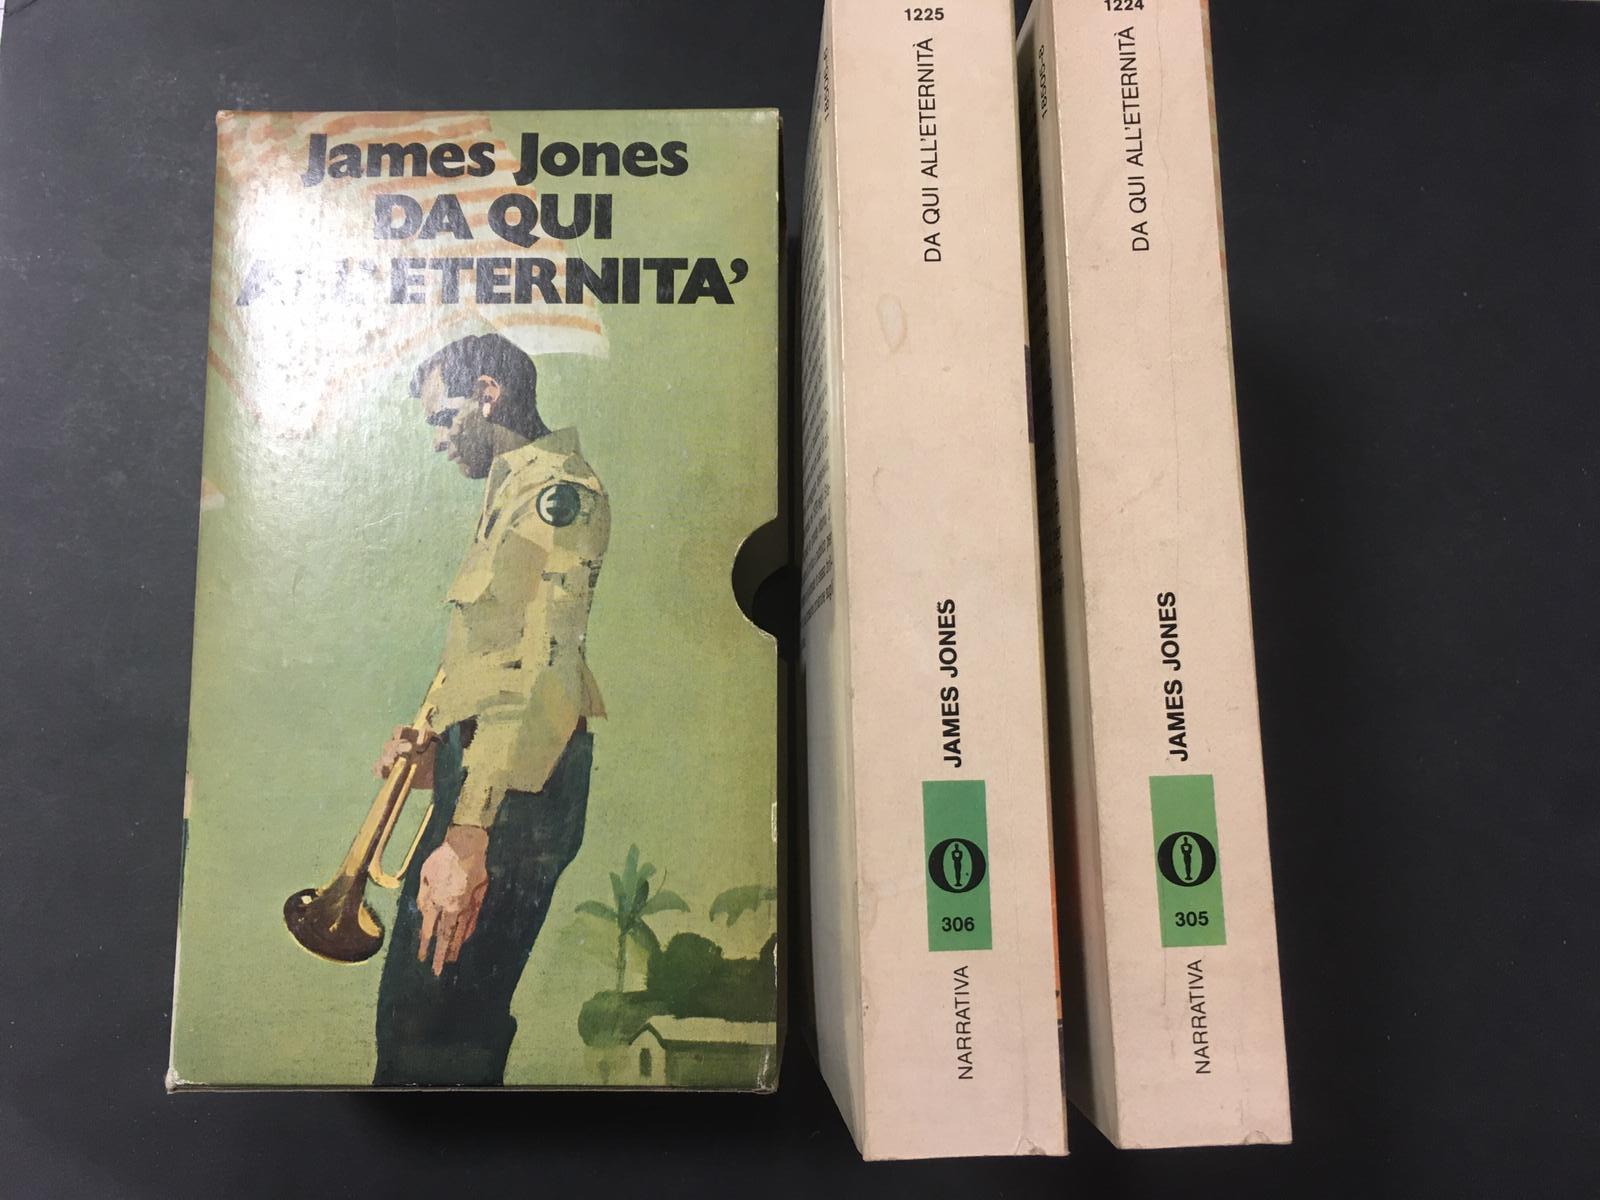 James Jones
DA QUI
ALL'ETERNITA'
1225
DA QUI ALL'ETERNITÀ
JAMES JONES
306
NARRATIVA
1224
DA QUI ALL'ETERNITÀ
JAMES JONES
305
NARRATIVA